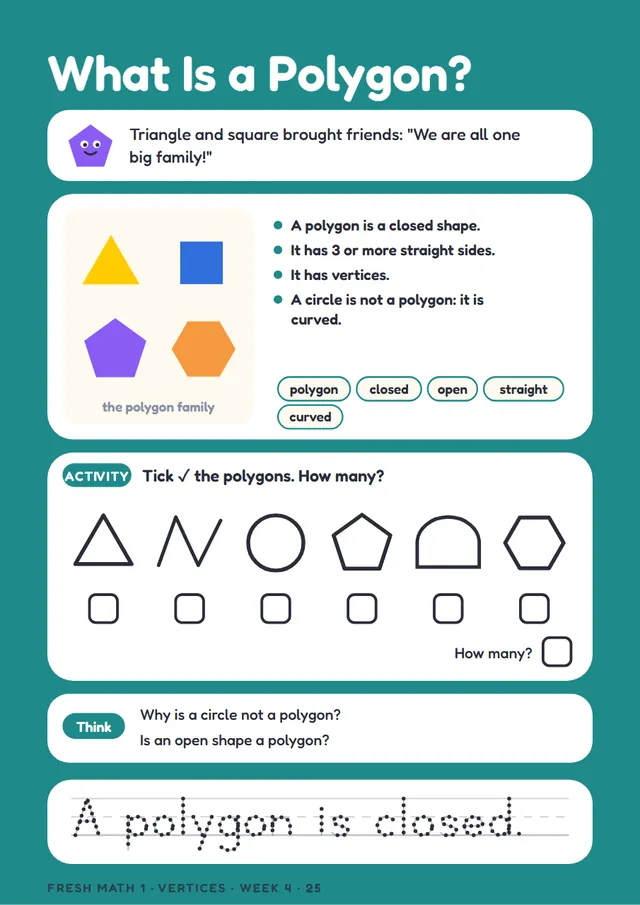 What Is a Polygon?
Triangle and square brought friends: "We are all one
big family!"
A polygon is a closed shape.
It has 3 or more straight sides.
It has vertices.
A circle is not a polygon: it is
curved.
the polygon family
polygon closed open straight
curved
ACTIVITY Tick ✓ the polygons. How many?
How many?
Think
Why is a circle not a polygon?
Is an open shape a polygon?
A polygon is closed.
FRESH MATH 1 · VERTICES · WEEK 4 · 25